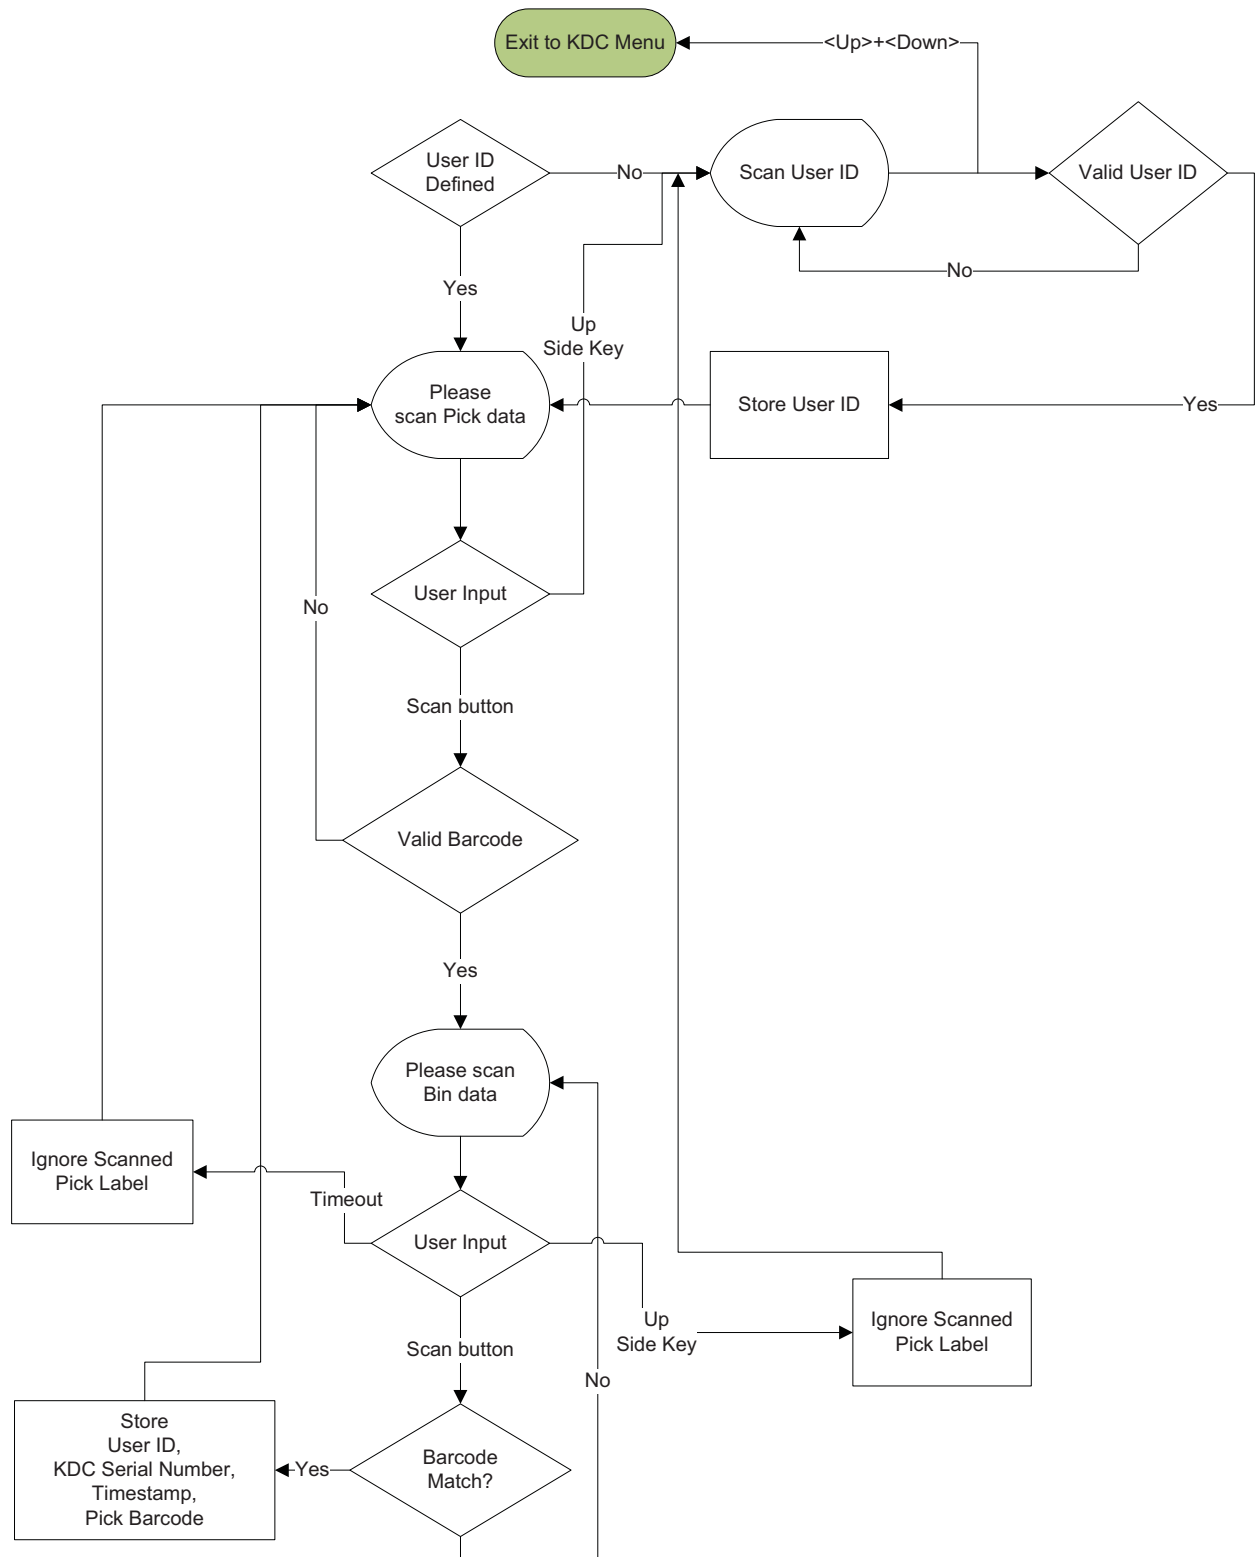 Exit to KDC Menu
<Up>+<Down>
User ID
Defined
No
Scan User ID
Valid User ID
No
Yes
Up
Side Key
Please
scan Pick data
Store User ID
Yes
User Input
No
Scan button
Valid Barcode
Yes
Please scan
Bin data
Ignore Scanned
Pick Label
Timeout
User Input
Up
Side Key
Ignore Scanned
Pick Label
Scan button
No
Store
User ID,
KDC Serial Number,
Timestamp,
Pick Barcode
Yes
Barcode
Match?